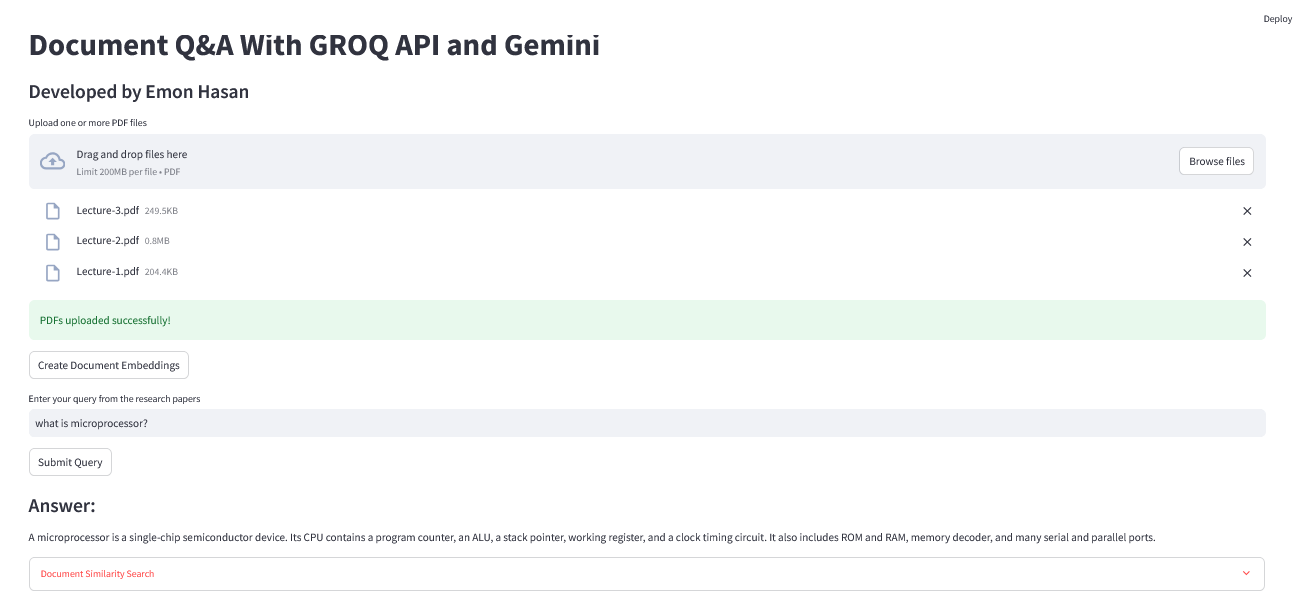 Deploy
Document Q&A With GROQ API and Gemini
Developed by Emon Hasan
Upload one or more PDF files
Drag and drop files here
Limit 200MB per file • PDF
Browse files
Lecture-3.pdf 249.5KB
Lecture-2.pdf 0.8MB
Lecture-1.pdf 204.4KB
PDFs uploaded successfully!
Create Document Embeddings
Enter your query from the research papers
what is microprocessor?
Submit Query
Answer:
A microprocessor is a single-chip semiconductor device. Its CPU contains a program counter, an ALU, a stack pointer, working register, and a clock timing circuit. It also includes ROM and RAM, memory decoder, and many serial and parallel ports.
Document Similarity Search